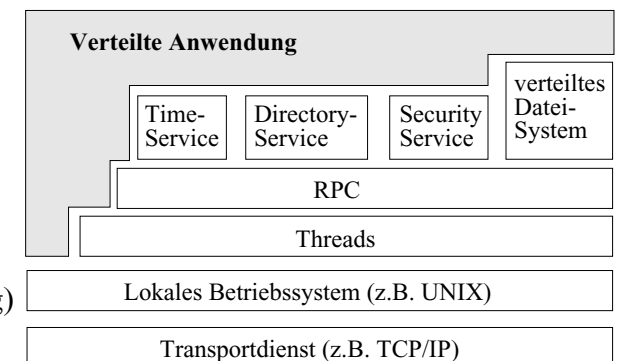 Verteilte Anwendung
Time-
Service
Directory-
Service
Security
Service
verteiltes
Datei-
System
RPC
Threads
g)
Lokales Betriebssystem (z.B. UNIX)
Transportdienst (z.B. TCP/IP)